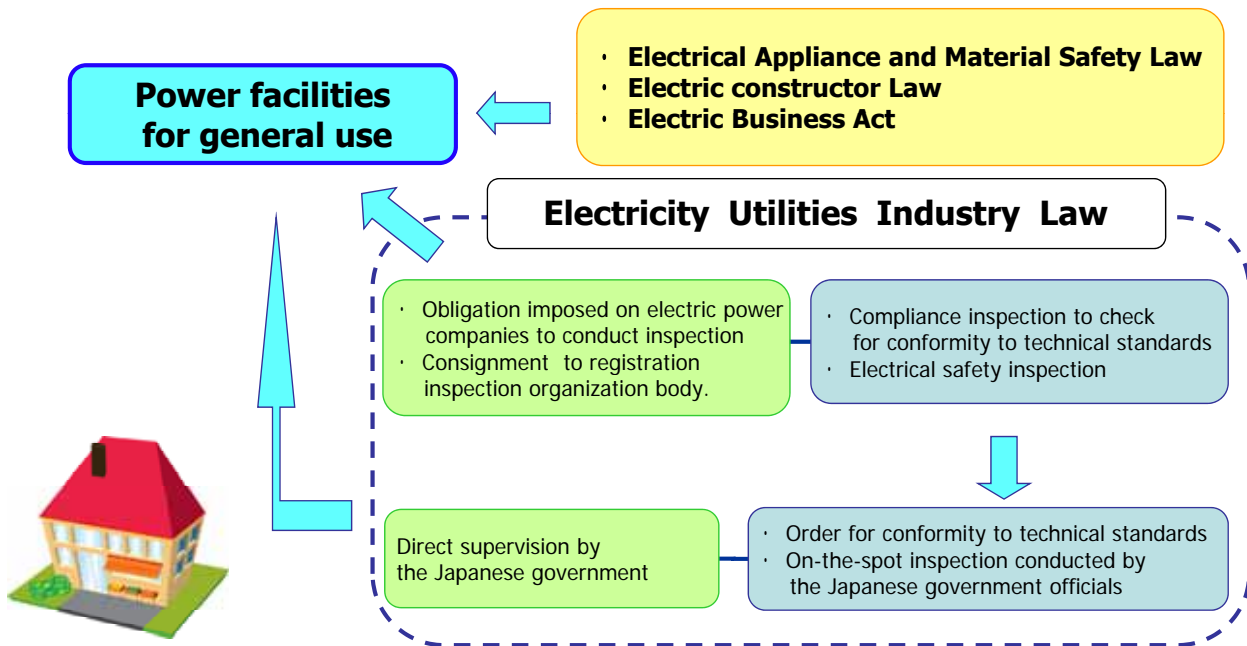 Power facilities
for general use
· Electrical Appliance and Material Safety Law
· Electric constructor Law
· Electric Business Act
Electricity Utilities Industry Law
· Obligation imposed on electric power
companies to conduct inspection
· Consignment to registration
inspection organization body.
· Compliance inspection to check
for conformity to technical standards
· Electrical safety inspection
Direct supervision by
the Japanese government
· Order for conformity to technical standards
· On-the-spot inspection conducted by
the Japanese government officials